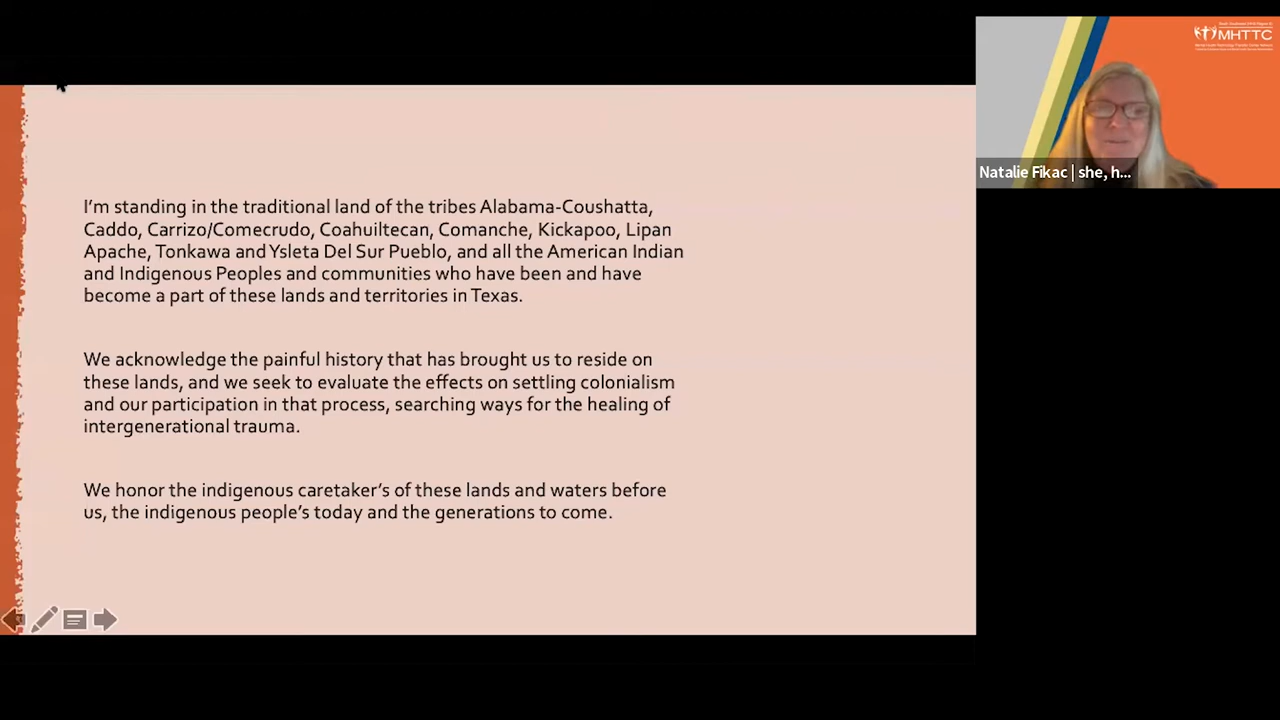 I'm standing in the traditional land of the tribes Alabama-Coushatta,
Caddo, Carrizo/Comecrudo, Coahuiltecan, Comanche, Kickapoo, Lipan
Apache, Tonkawa and Ysleta Del Sur Pueblo, and all the American Indian
and Indigenous Peoples and communities who have been and have
become a part of these lands and territories in Texas.
We acknowledge the painful history that has brought us to reside on
these lands, and we seek to evaluate the effects on settling colonialism
and our participation in that process, searching ways for the healing of
intergenerational trauma.
We honor the indigenous caretaker's of these lands and waters before
us, the indigenous people's today and the generations to come.
MHTTC
Natalie Fikac | she, h...